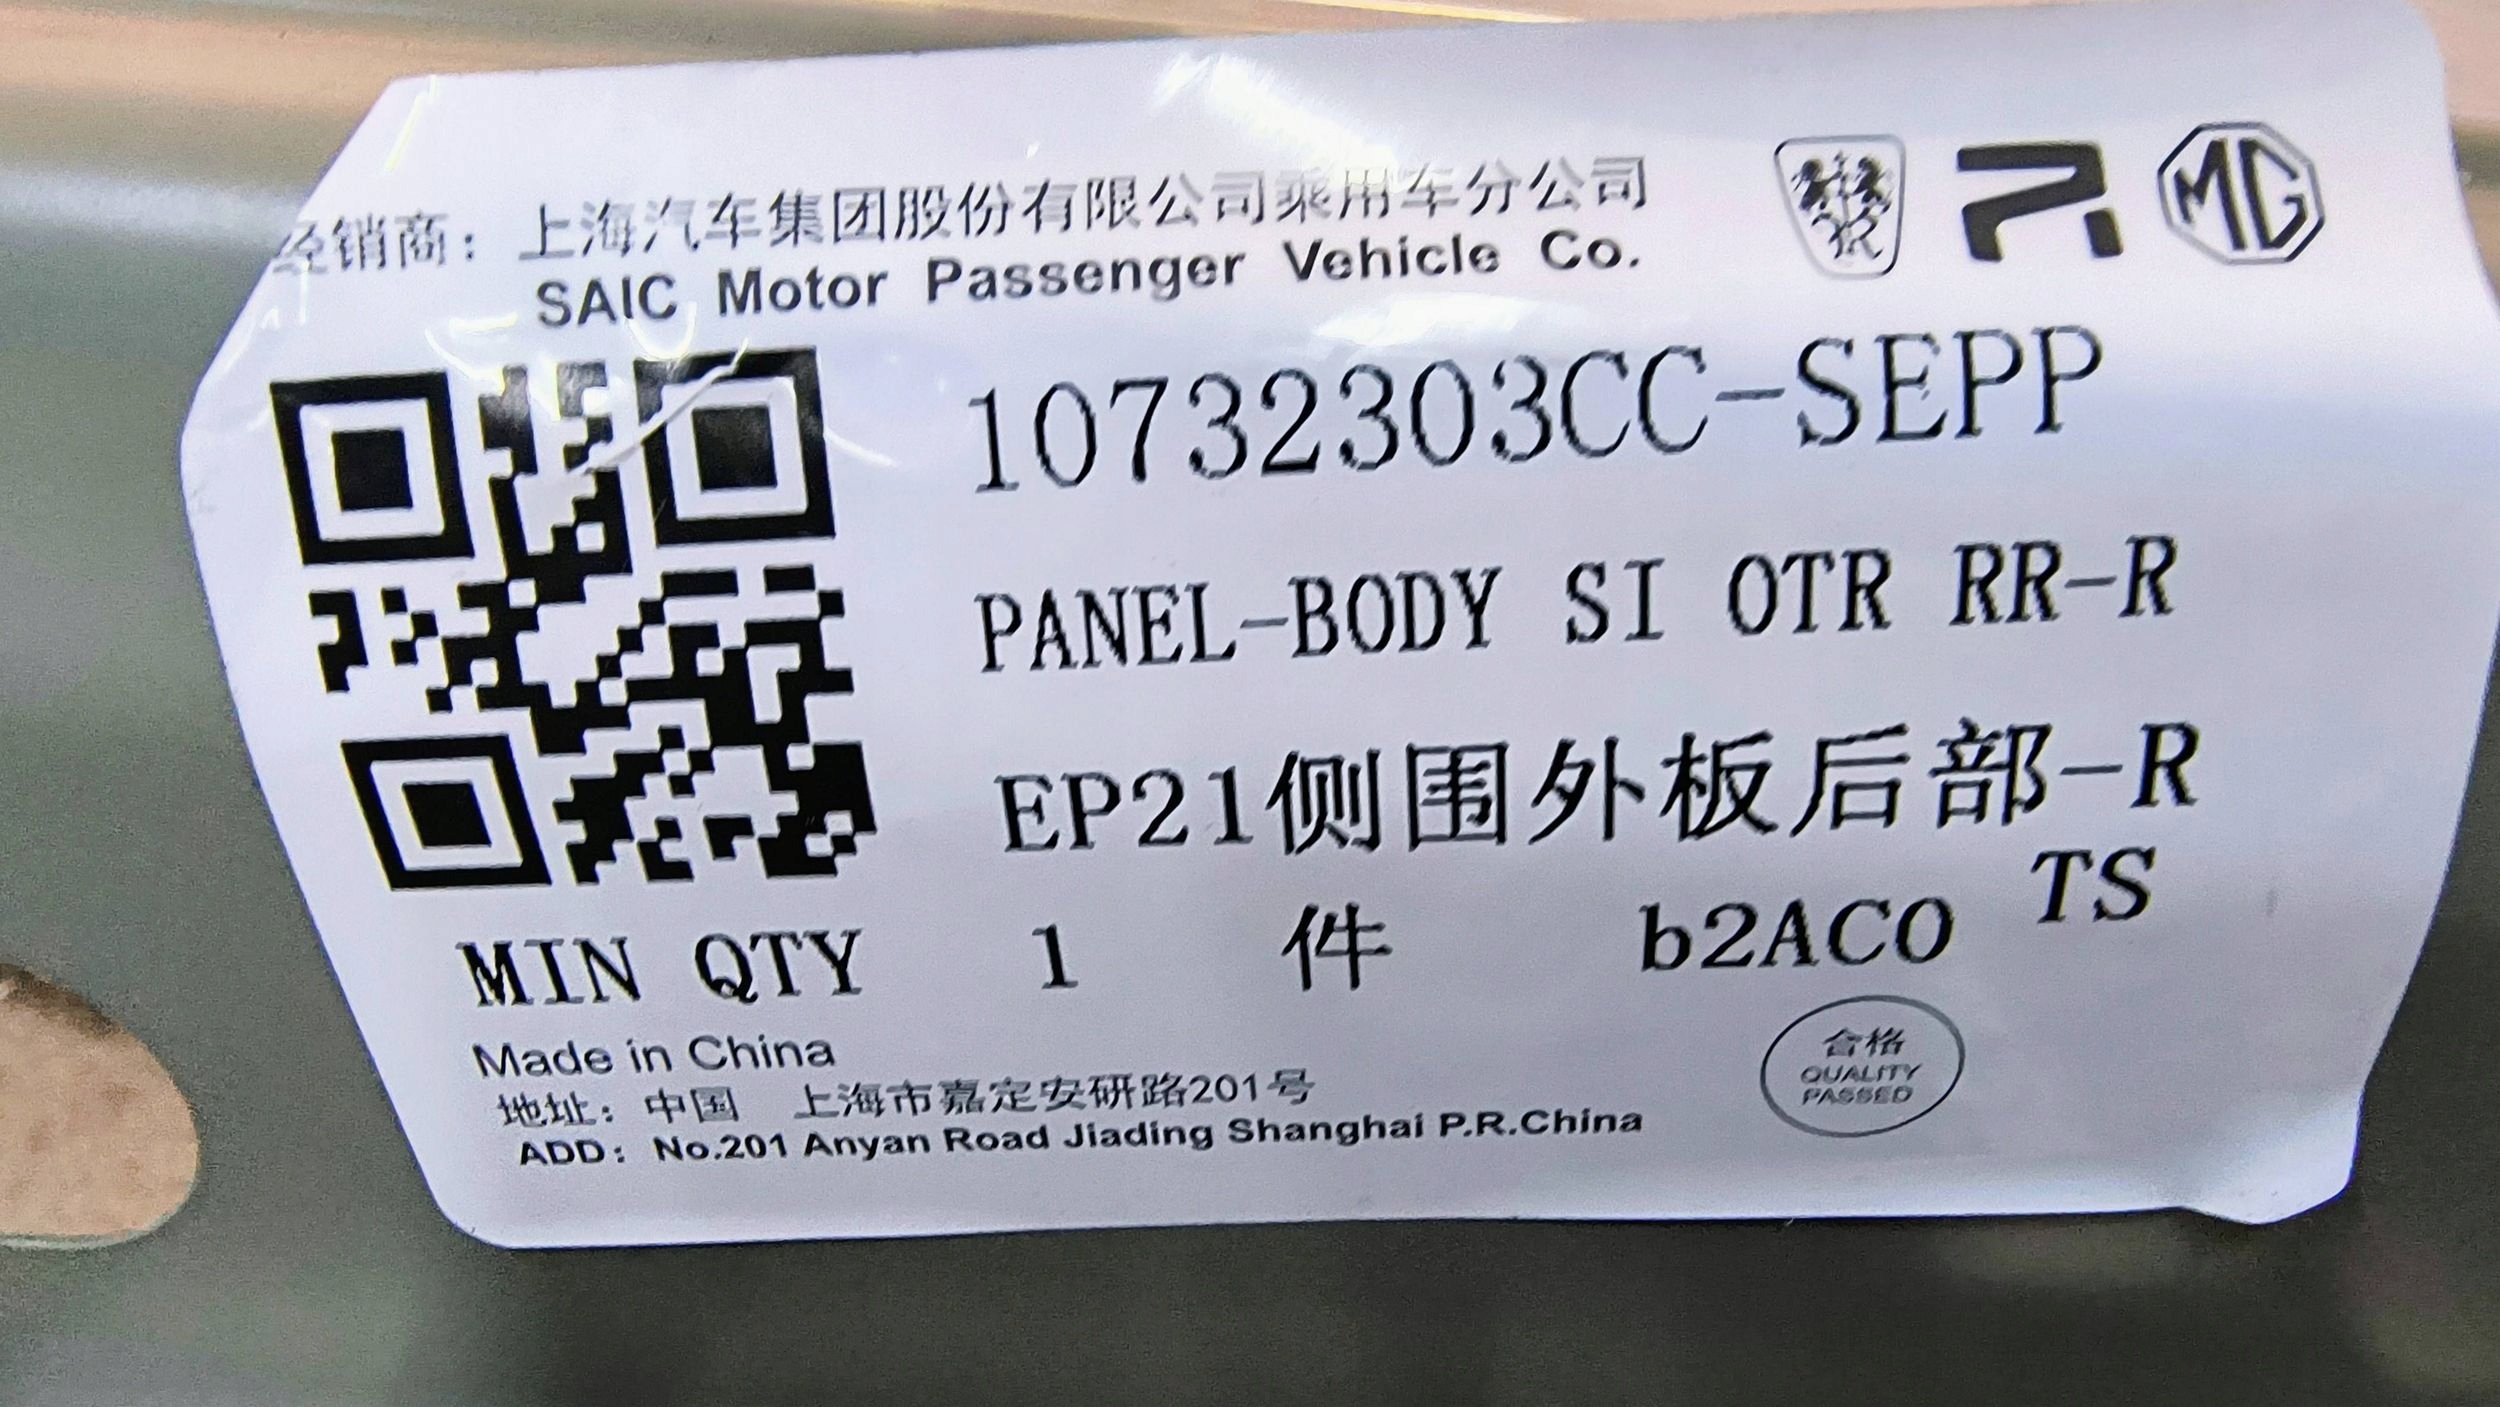 经销商：上海汽车集团股份有限公司乘用车分公司
SAIC Motor Passenger Vehicle Co.
MG
10732303CC-SEPP
PANEL-BODY SI OTR RR-R
EP21侧围外板后部-R
TS
MIN QTY 1 件 b2AC0
Made in China
地址：中国 上海市嘉定安研路201号
ADD：No.201 Anyan Road Jiading Shanghai P.R.China
合格
QUALITY
PASSED